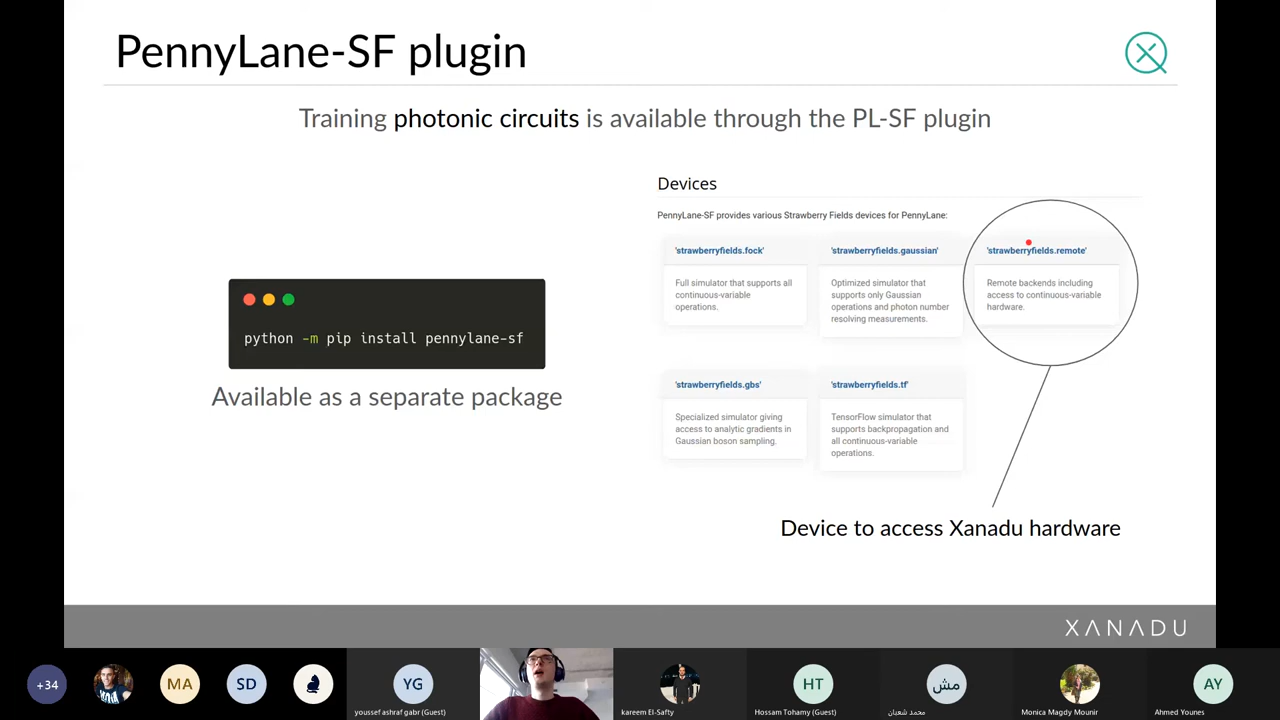 PennyLane-SF plugin
Training photonic circuits is available through the PL-SF plugin
python -m pip install pennylane-sf
Available as a separate package
Devices
PennyLane-SF provides various Strawberry Fields devices for PennyLane:
'strawberryfields.fock'
Full simulator that supports all
continuous-variable
operations.
'strawberryfields.gaussian'
Optimized simulator that
supports only Gaussian
operations and photon number
resolving measurements.
'strawberryfields.remote'
Remote backends including
access to continuous-variable
hardware.
'strawberryfields.gbs'
Specialized simulator giving
access to analytic gradients in
Gaussian boson sampling.
'strawberryfields.tf'
TensorFlow simulator that
supports backpropagation and
all continuous-variable
operations.
Device to access Xanadu hardware
XANADU
+34
MA
SD
YG
youssef ashraf gabr (Guest)
kareem El-Safty
HT
Hossam Tohamy (Guest)
مش
محمد شعبان
Monica Magdy Mounir
AY
Ahmed Younes